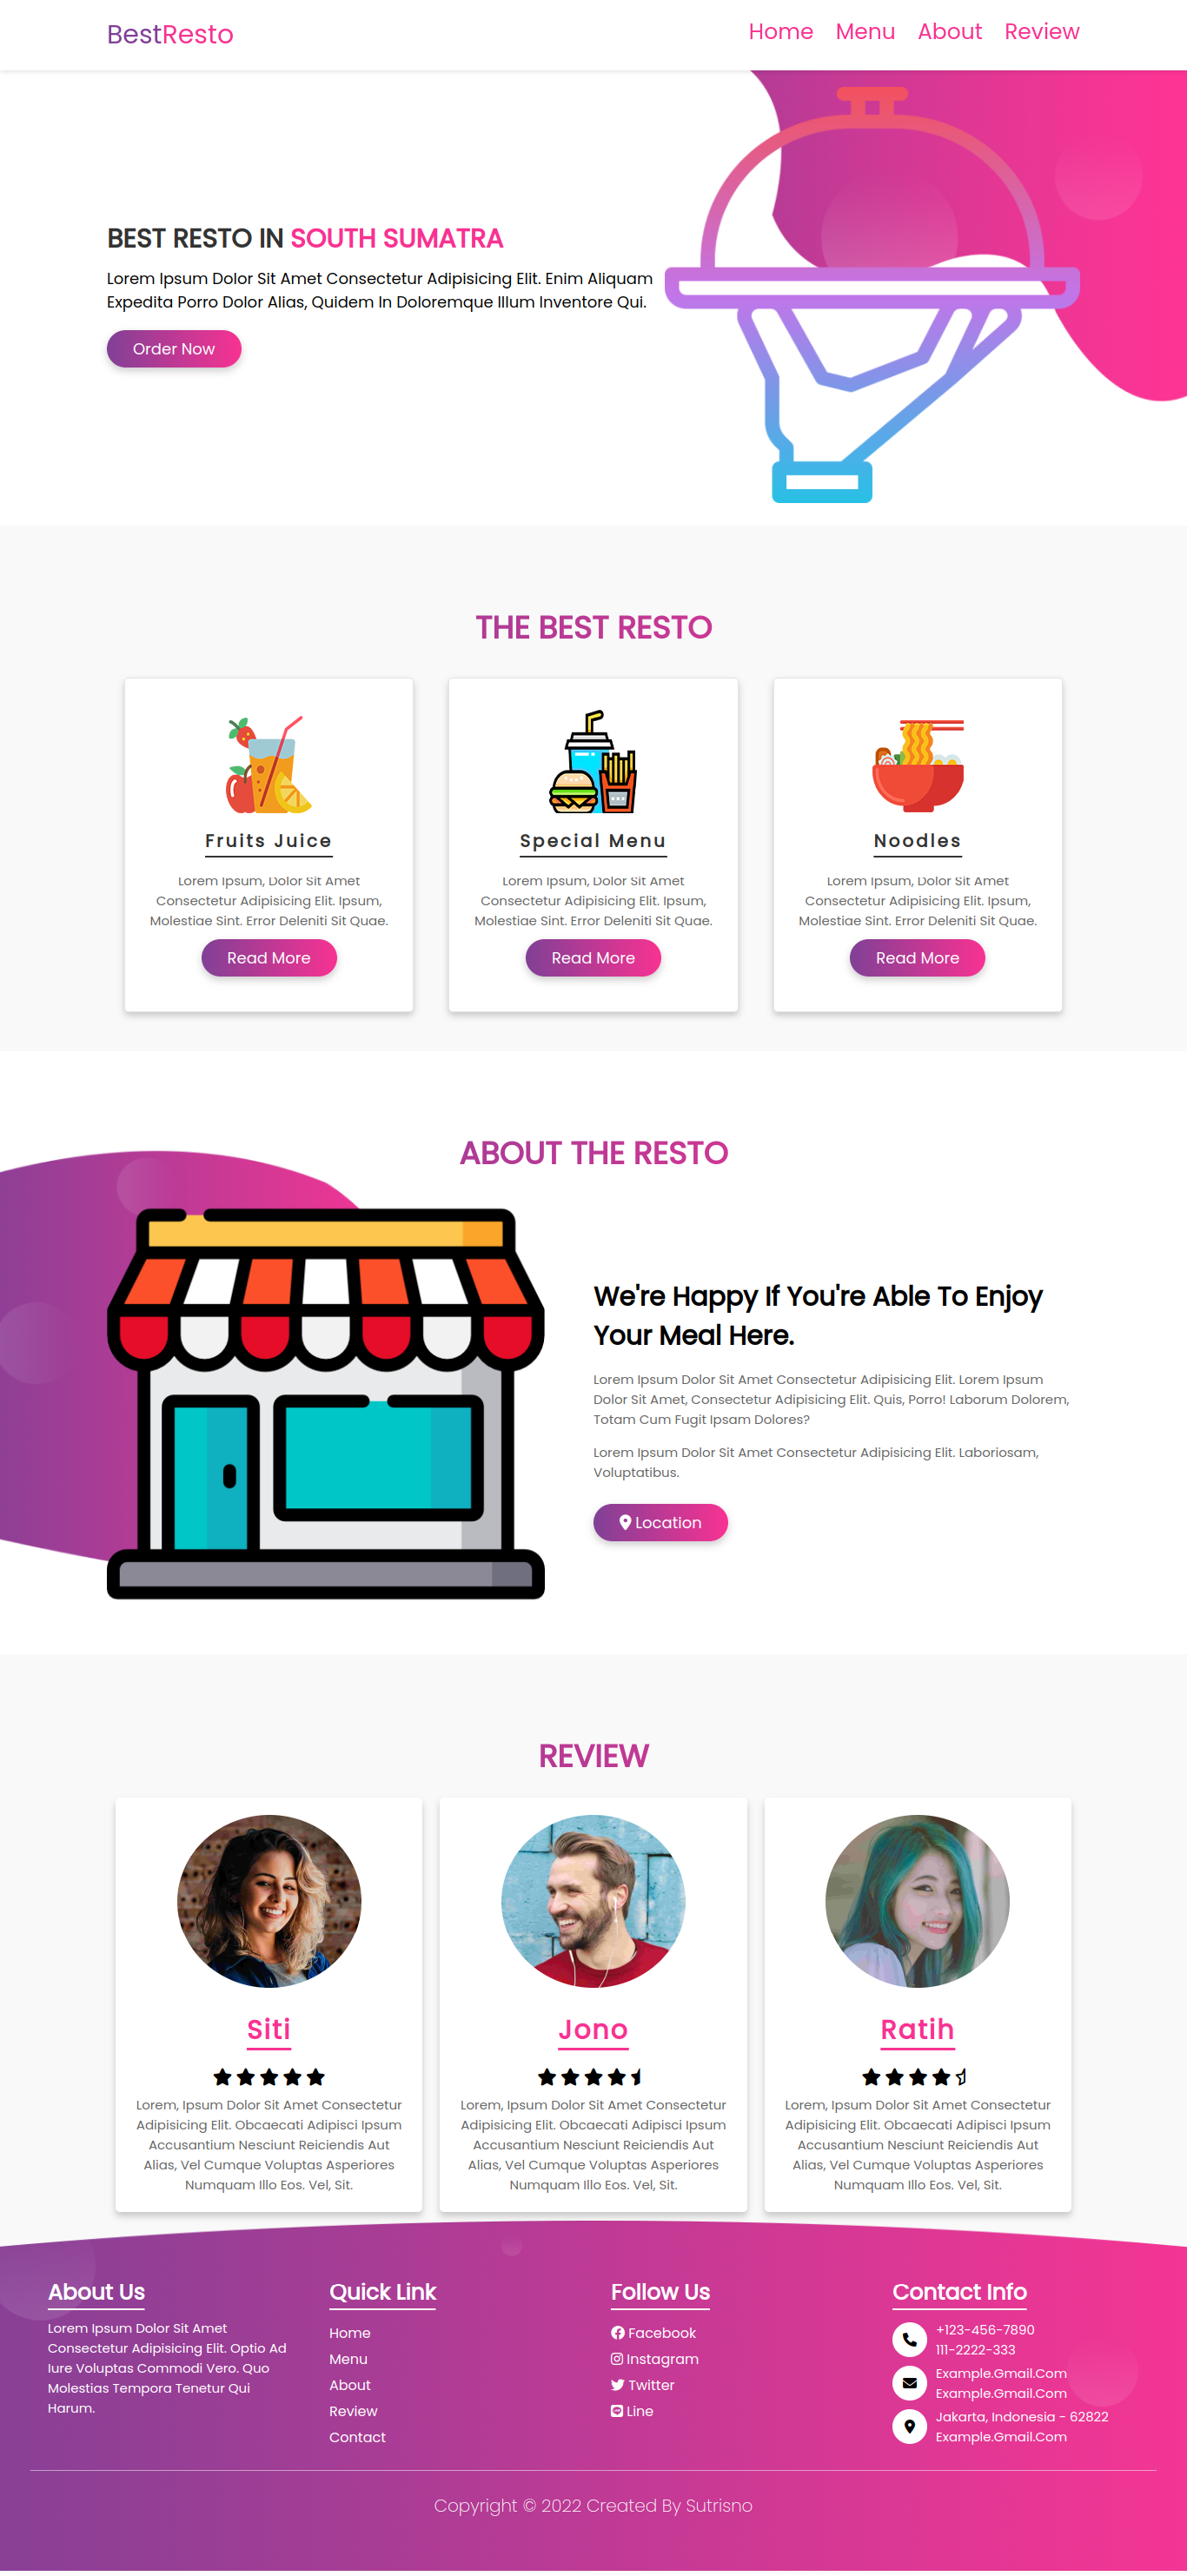 BestResto
Home Menu About Review
BEST RESTO IN SOUTH SUMATRA
Lorem Ipsum Dolor Sit Amet Consectetur Adipisicing Elit. Enim Aliquam
Expedita Porro Dolor Alias, Quidem In Doloremque Illum Inventore Qui.
Order Now
THE BEST RESTO
Fruits Juice
Lorem Ipsum, Dolor Sit Amet
Consectetur Adipisicing Elit. Ipsum,
Molestiae Sint. Error Deleniti Sit Quae.
Read More
Special Menu
Lorem Ipsum, Dolor Sit Amet
Consectetur Adipisicing Elit. Ipsum,
Molestiae Sint. Error Deleniti Sit Quae.
Read More
Noodles
Lorem Ipsum, Dolor Sit Amet
Consectetur Adipisicing Elit. Ipsum,
Molestiae Sint. Error Deleniti Sit Quae.
Read More
ABOUT THE RESTO
We're Happy If You're Able To Enjoy
Your Meal Here.
Lorem Ipsum Dolor Sit Amet Consectetur Adipisicing Elit. Lorem Ipsum
Dolor Sit Amet, Consectetur Adipisicing Elit. Quis, Porro! Laborum Dolorem,
Totam Cum Fugit Ipsam Dolores?
Lorem Ipsum Dolor Sit Amet Consectetur Adipisicing Elit. Laboriosam,
Voluptatibus.
Location
REVIEW
Siti
Lorem, Ipsum Dolor Sit Amet Consectetur
Adipisicing Elit. Obcaecati Adipisci Ipsum
Accusantium Nesciunt Reiciendis Aut
Alias, Vel Cumque Voluptas Asperiores
Numquam Illo Eos. Vel, Sit.
Jono
Lorem, Ipsum Dolor Sit Amet Consectetur
Adipisicing Elit. Obcaecati Adipisci Ipsum
Accusantium Nesciunt Reiciendis Aut
Alias, Vel Cumque Voluptas Asperiores
Numquam Illo Eos. Vel, Sit.
Ratih
Lorem, Ipsum Dolor Sit Amet Consectetur
Adipisicing Elit. Obcaecati Adipisci Ipsum
Accusantium Nesciunt Reiciendis Aut
Alias, Vel Cumque Voluptas Asperiores
Numquam Illo Eos. Vel, Sit.
About Us
Lorem Ipsum Dolor Sit Amet
Consectetur Adipisicing Elit. Optio Ad
Iure Voluptas Commodi Vero. Quo
Molestias Tempora Tenetur Qui
Harum.
Quick Link
Home
Menu
About
Review
Contact
Follow Us
Facebook
Instagram
Twitter
Line
Contact Info
+123-456-7890
111-2222-333
Example.Gmail.Com
Example.Gmail.Com
Jakarta, Indonesia - 62822
Example.Gmail.Com
Copyright © 2022 Created By Sutrisno